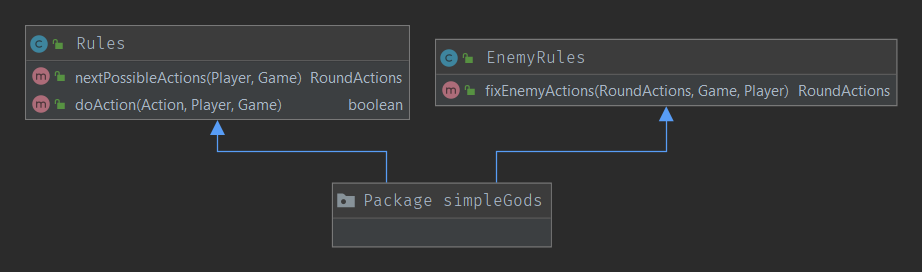 Rules
nextPossibleActions(Player, Game) RoundActions
doAction(Action, Player, Game) boolean
EnemyRules
fixEnemyActions(RoundActions, Game, Player) RoundActions
Package simpleGods